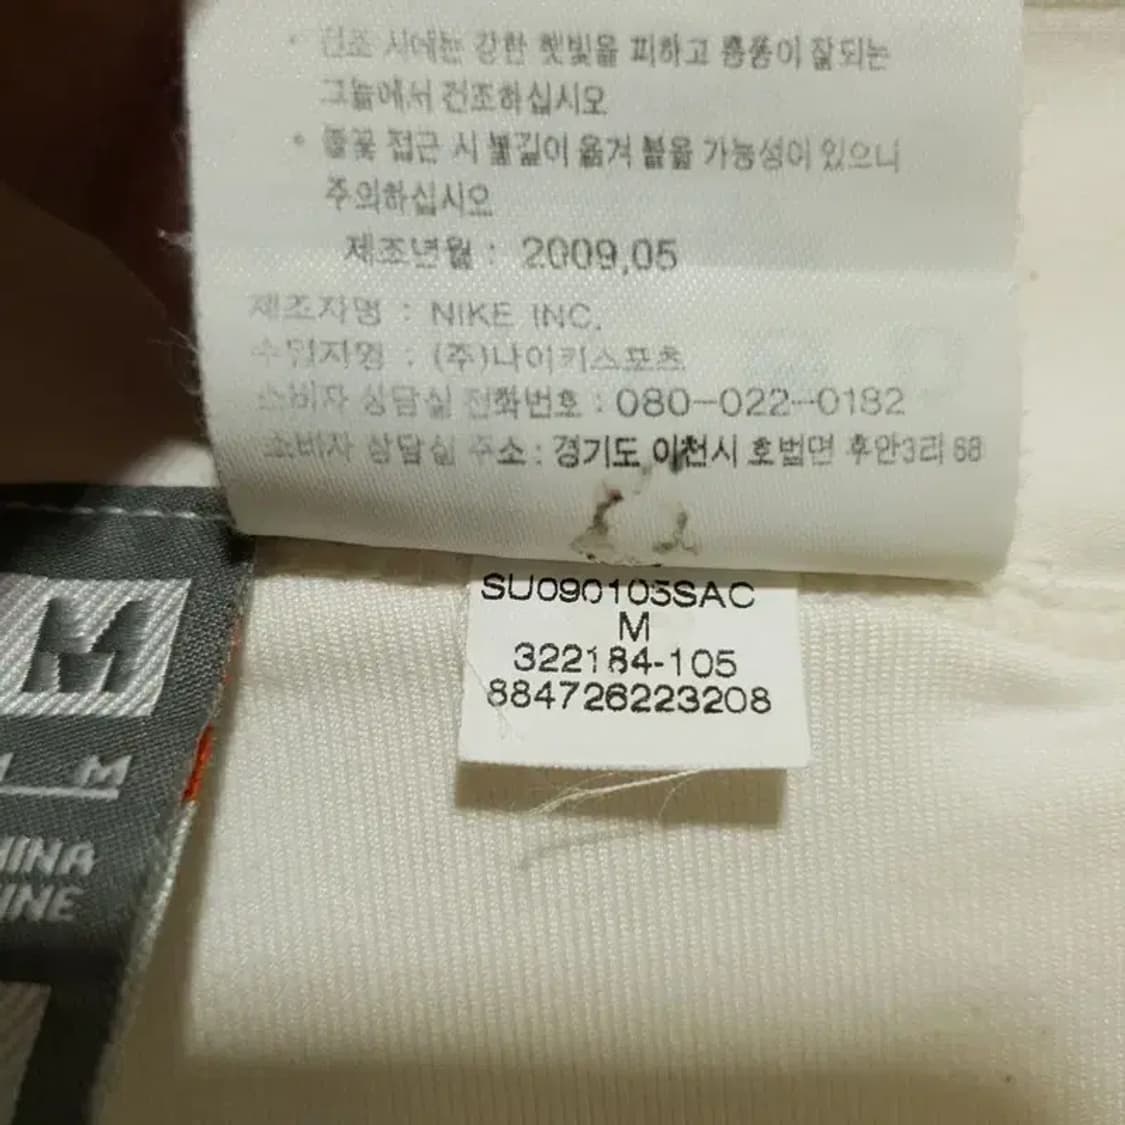 건조 시에는 강한 햇빛을 피하고 통풍이 잘되는
그늘에서 건조하십시오
불꽃 접근 시 불길이 옮겨 붙을 가능성이 있으니
주의하십시오
제조년월 : 2009.05
제조자명 : NIKE INC.
수입자명 : (주)나이키스포츠
소비자 상담실 전화번호 : 080-022-0182
소비자 상담실 주소 : 경기도 이천시 호법면 후안3리 88
SU090105SAC
M
322184-105
884726223208
M
M